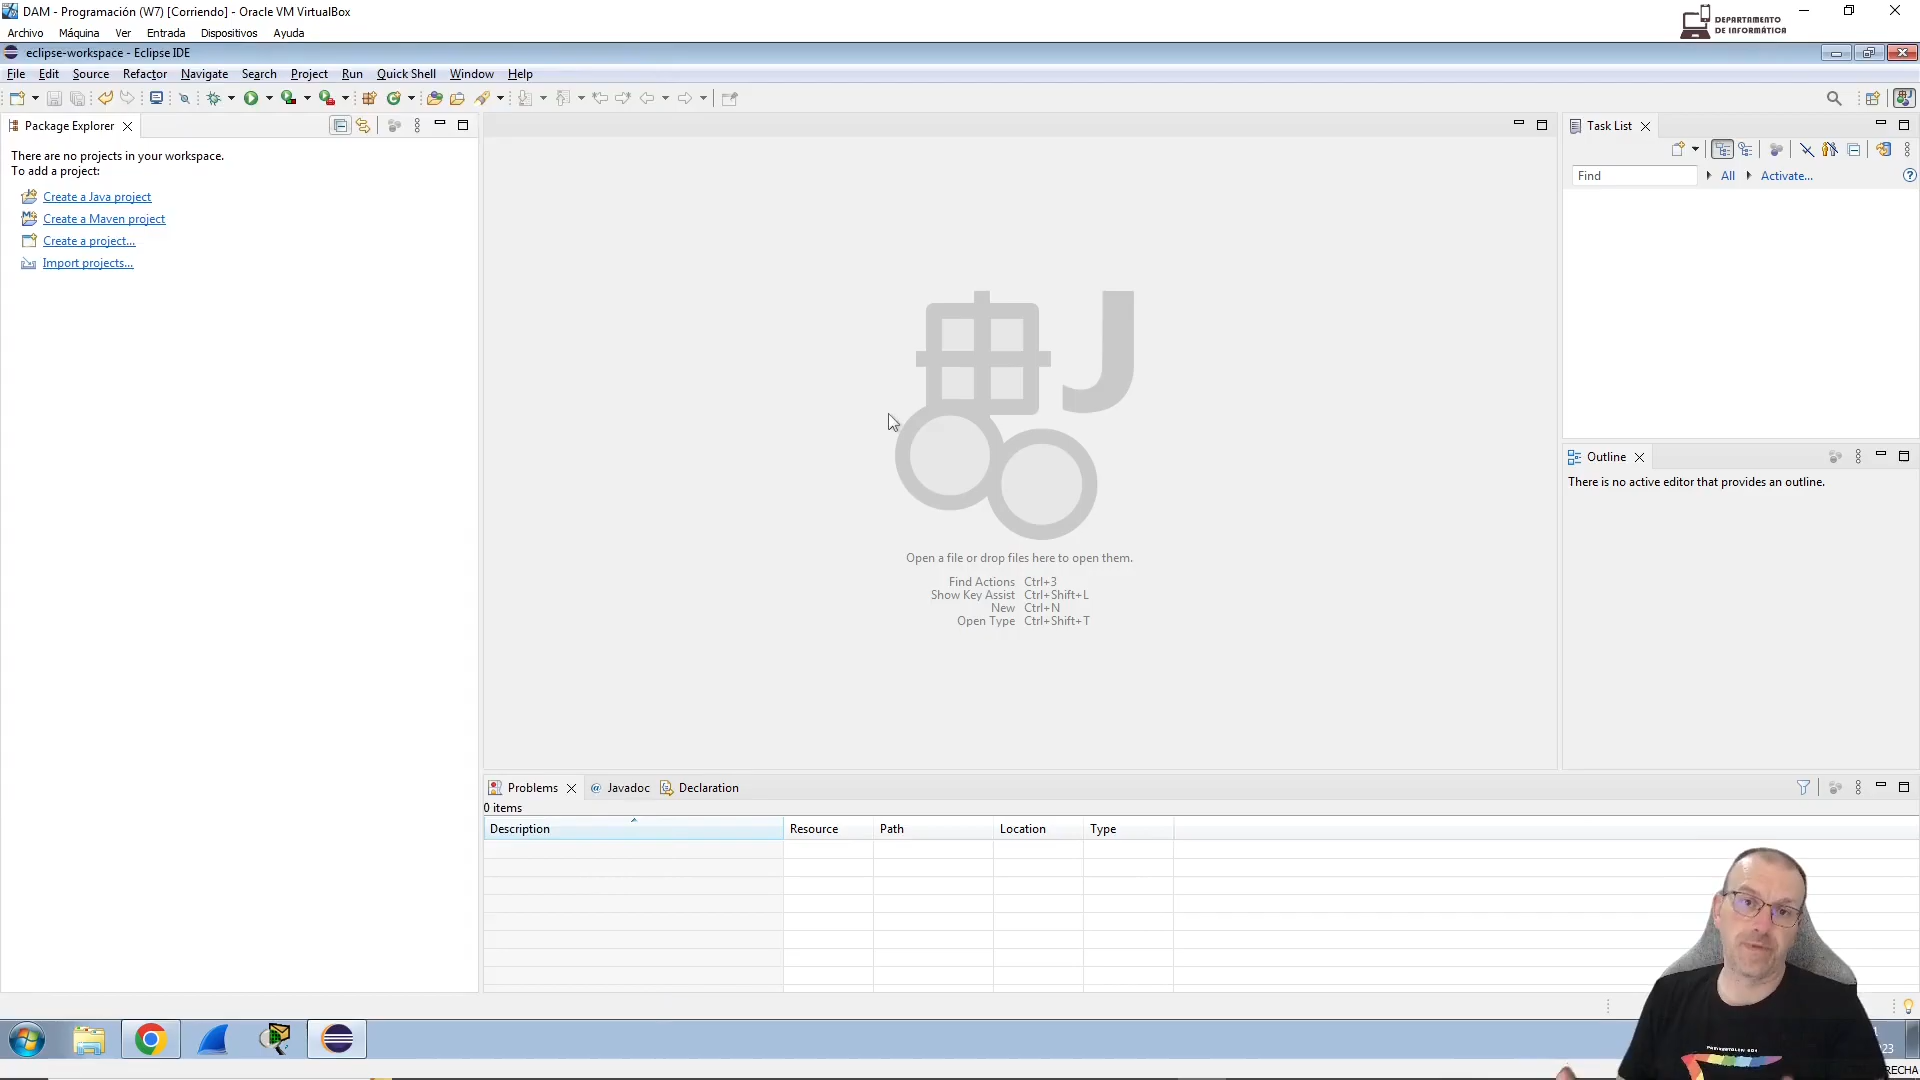 DAM - Programación (W7) [Corriendo] - Oracle VM VirtualBox
DEPARTAMENTO
DE INFORMÁTICA
Archivo Máquina Ver Entrada Dispositivos Ayuda
eclipse-workspace - Eclipse IDE
File Edit Source Refactor Navigate Search Project Run Quick Shell Window Help
Package Explorer
There are no projects in your workspace.
To add a project:
Create a Java project
Create a Maven project
Create a project...
Import projects...
J
Open a file or drop files here to open them.
Find Actions Ctrl+3
Show Key Assist Ctrl+Shift+L
New Ctrl+N
Open Type Ctrl+Shift+T
Task List
Find All Activate...
Outline
There is no active editor that provides an outline.
Problems Javadoc Declaration
0 items
Description Resource Path Location Type
23
RECHA